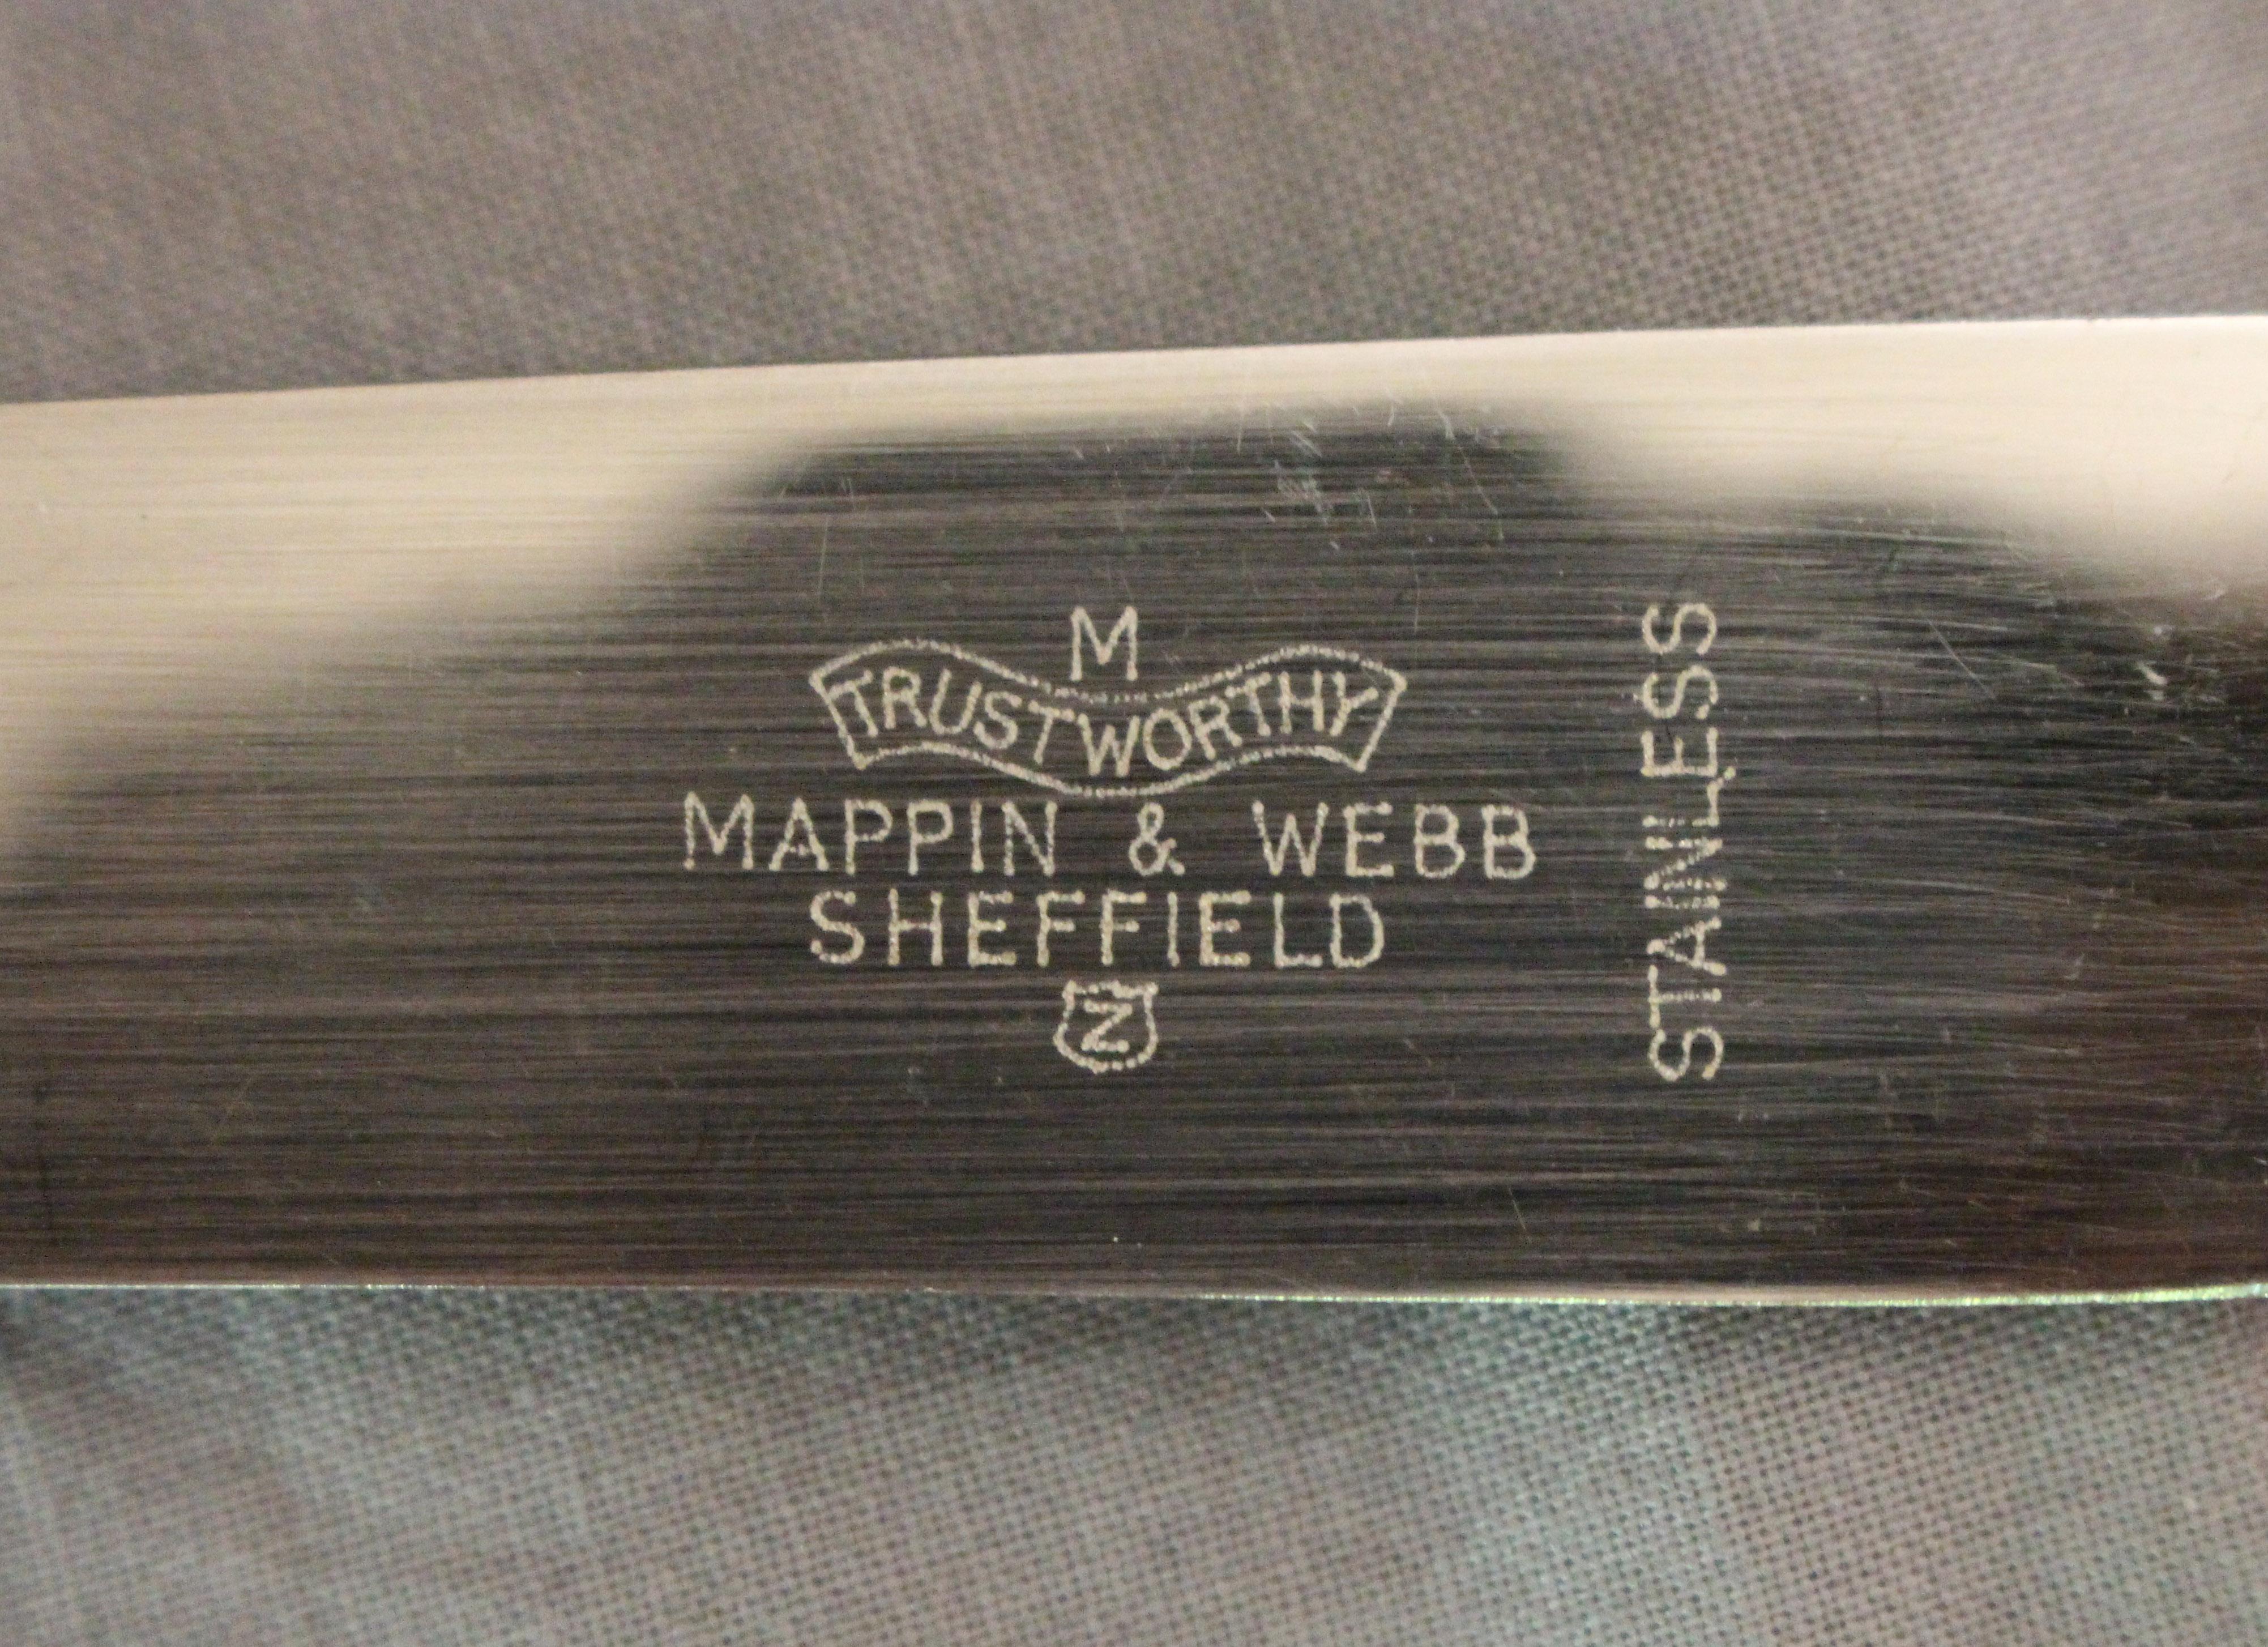 M
TRUSTWORTHY
MAPPIN & WEBB
SHEFFIELD
Z
STAINLESS